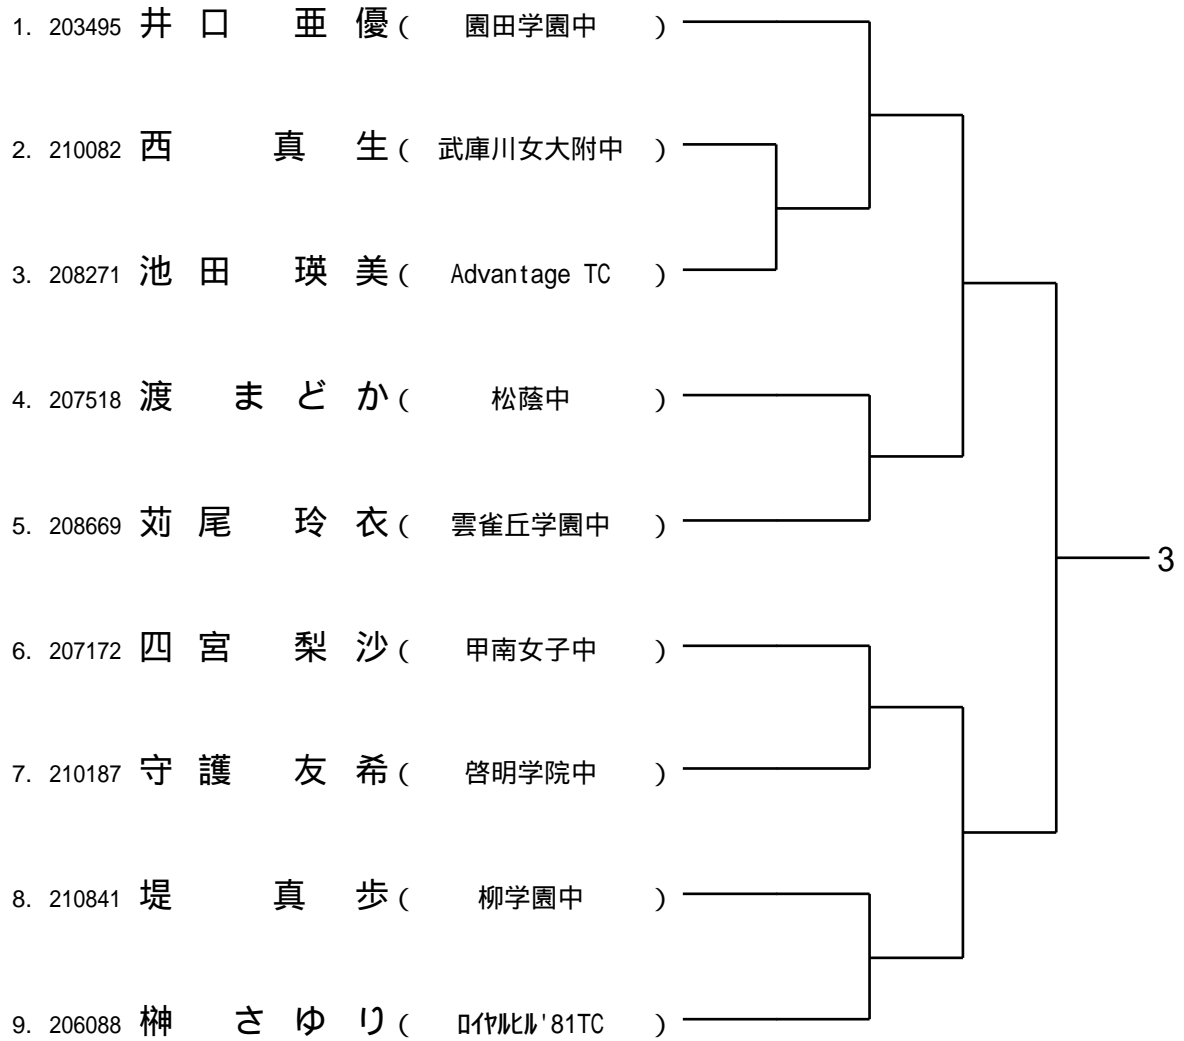 1. 203495 井 口 亜 優 ( 園田学園中 )
2. 210082 西 真 生 ( 武庫川女大附中 )
3. 208271 池 田 瑛 美 ( Advantage TC )
4. 207518 渡 ま ど か ( 松蔭中 )
5. 208669 苅 尾 玲 衣 ( 雲雀丘学園中 )
3
6. 207172 四 宮 梨 沙 ( 甲南女子中 )
7. 210187 守 護 友 希 ( 啓明学院中 )
8. 210841 堤 真 歩 ( 柳学園中 )
9. 206088 榊 さ ゆ り ( ﾛｲﾔﾙﾋﾙ'81TC )